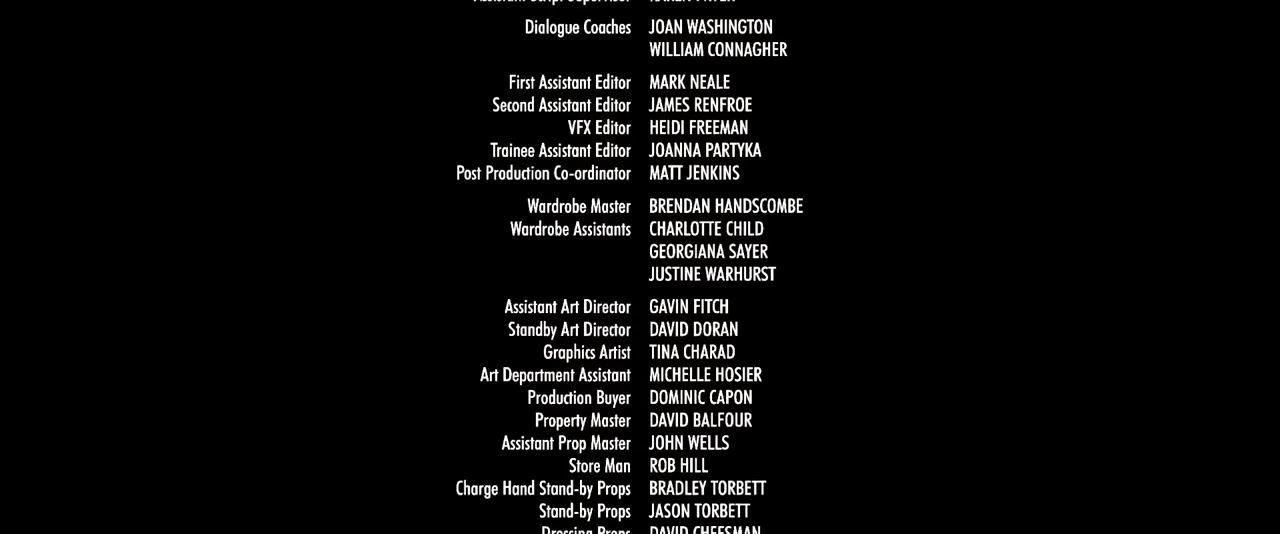 Dialogue Coaches JOAN WASHINGTON
WILLIAM CONNAGHER
First Assistant Editor MARK NEALE
Second Assistant Editor JAMES RENFROE
VFX Editor HEIDI FREEMAN
Trainee Assistant Editor JOANNA PARTYKA
Post Production Co-ordinator MATT JENKINS
Wardrobe Master BRENDAN HANDSCOMBE
Wardrobe Assistants CHARLOTTE CHILD
GEORGIANA SAYER
JUSTINE WARHURST
Assistant Art Director GAVIN FITCH
Standby Art Director DAVID DORAN
Graphics Artist TINA CHARAD
Art Department Assistant MICHELLE HOSIER
Production Buyer DOMINIC CAPON
Property Master DAVID BALFOUR
Assistant Prop Master JOHN WELLS
Store Man ROB HILL
Charge Hand Stand-by Props BRADLEY TORBETT
Stand-by Props JASON TORBETT
Dressing Props DAVID CHEESMAN